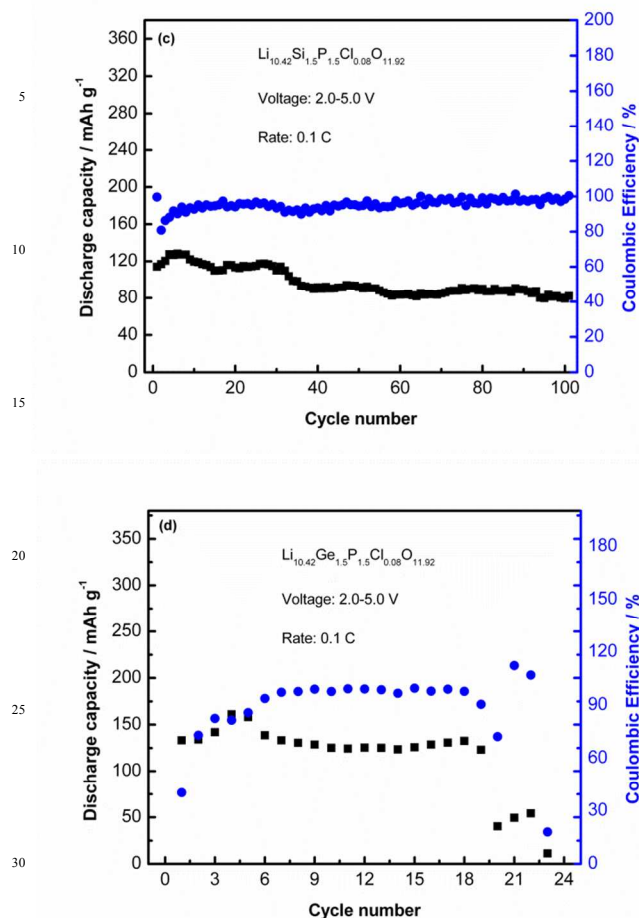 (c)
Li10.42Si1.5P1.5Cl0.08O11.92
Voltage: 2.0-5.0 V
Rate: 0.1 C
Discharge capacity / mAh g-1
360
320
280
240
200
160
120
80
40
0
Coulombic Efficiency / %
200
180
160
140
120
100
80
60
40
20
0
0 20 40 60 80 100
Cycle number
5
10
15
(d)
Li10.42Ge1.5P1.5Cl0.08O11.92
Voltage: 2.0-5.0 V
Rate: 0.1 C
Discharge capacity / mAh g-1
350
300
250
200
150
100
50
0
Coulombic Efficiency / %
180
150
120
90
60
30
0
0 3 6 9 12 15 18 21 24
Cycle number
20
25
30